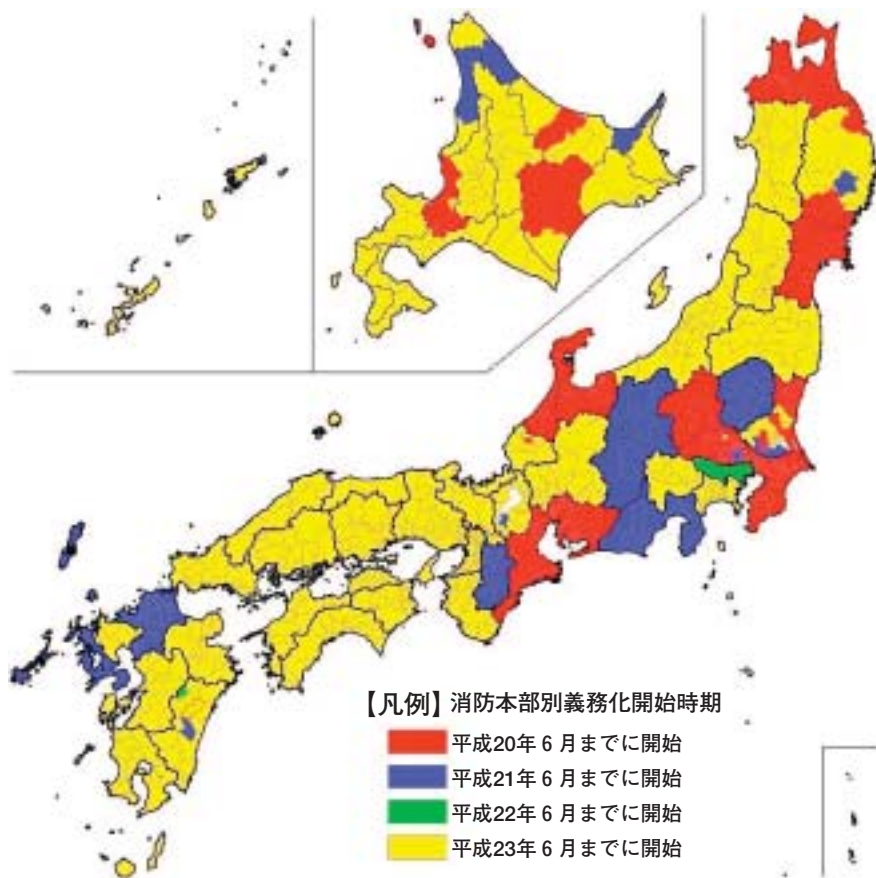 【凡例】消防本部別義務化開始時期
平成20年6月までに開始
平成21年6月までに開始
平成22年6月までに開始
平成23年6月までに開始